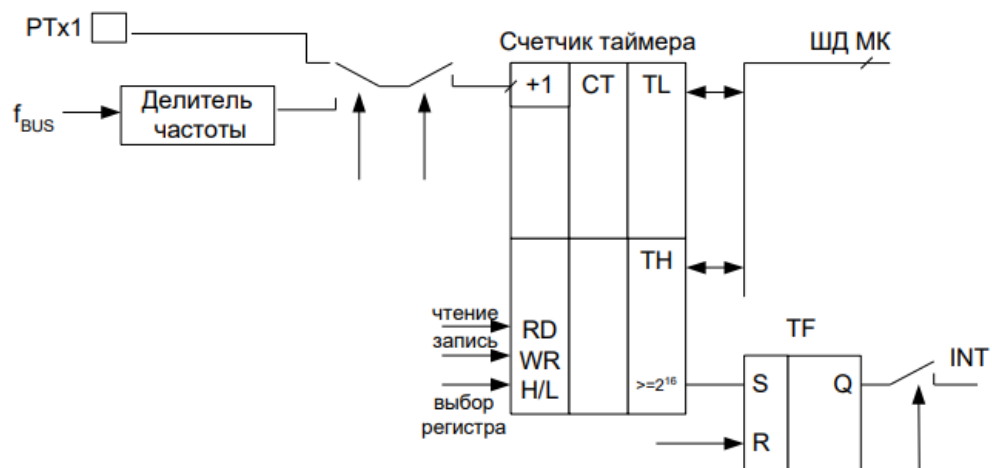 PTx1
Счетчик таймера
ШД МК
+1 CT TL
f_BUS
Делитель
частоты
TH
чтение
RD
запись
WR
H/L
>=2^16
выбор
регистра
TF
S Q
INT
R